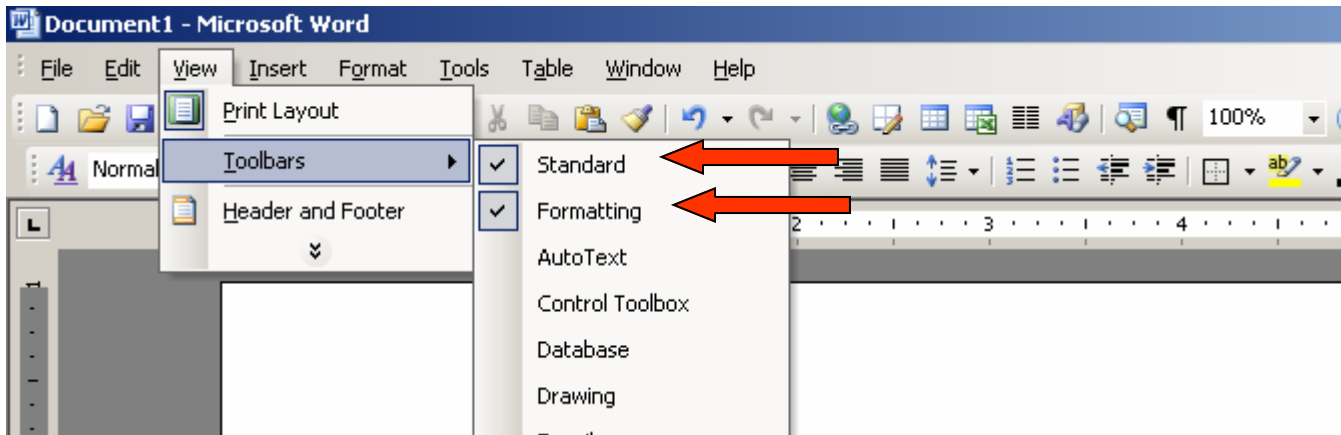 Document1 - Microsoft Word
File Edit View Insert Format Tools Table Window Help
Print Layout
100%
Toolbars
Standard
Normal
Header and Footer
Formatting
2 3 4
AutoText
Control Toolbox
Database
Drawing